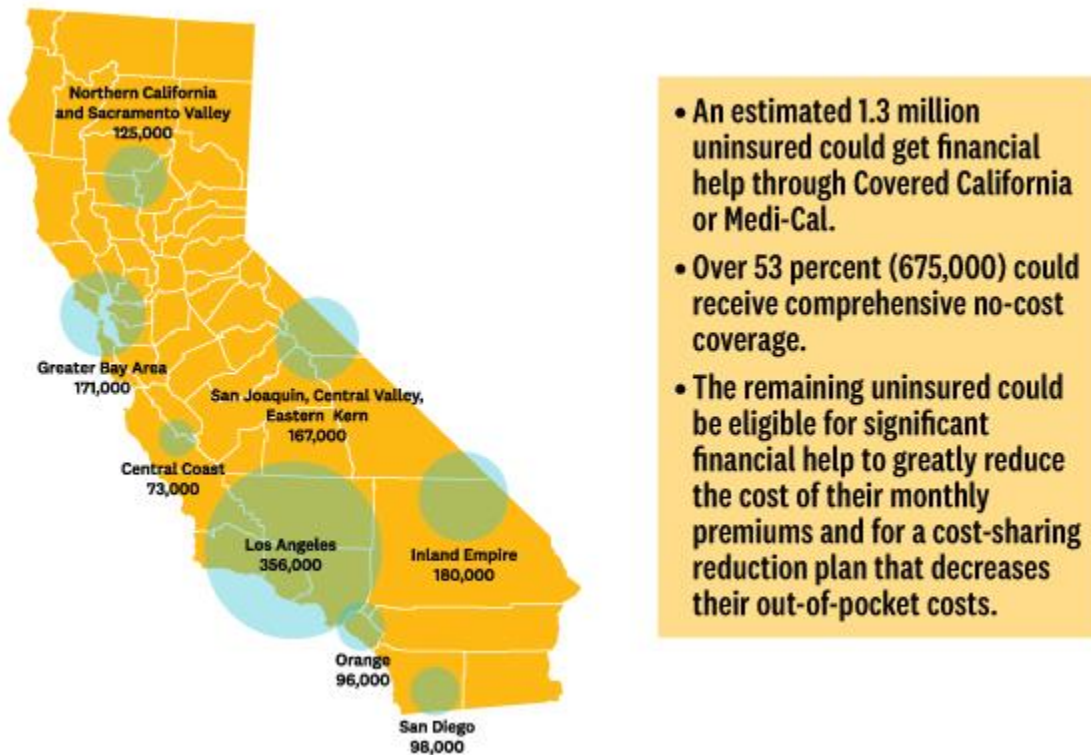 Northern California
and Sacramento Valley
125,000
Greater Bay Area
171,000
San Joaquin, Central Valley,
Eastern Kern
167,000
Central Coast
73,000
Los Angeles
356,000
Inland Empire
180,000
Orange
96,000
San Diego
98,000
• An estimated 1.3 million
uninsured could get financial
help through Covered California
or Medi-Cal.
• Over 53 percent (675,000) could
receive comprehensive no-cost
coverage.
• The remaining uninsured could
be eligible for significant
financial help to greatly reduce
the cost of their monthly
premiums and for a cost-sharing
reduction plan that decreases
their out-of-pocket costs.